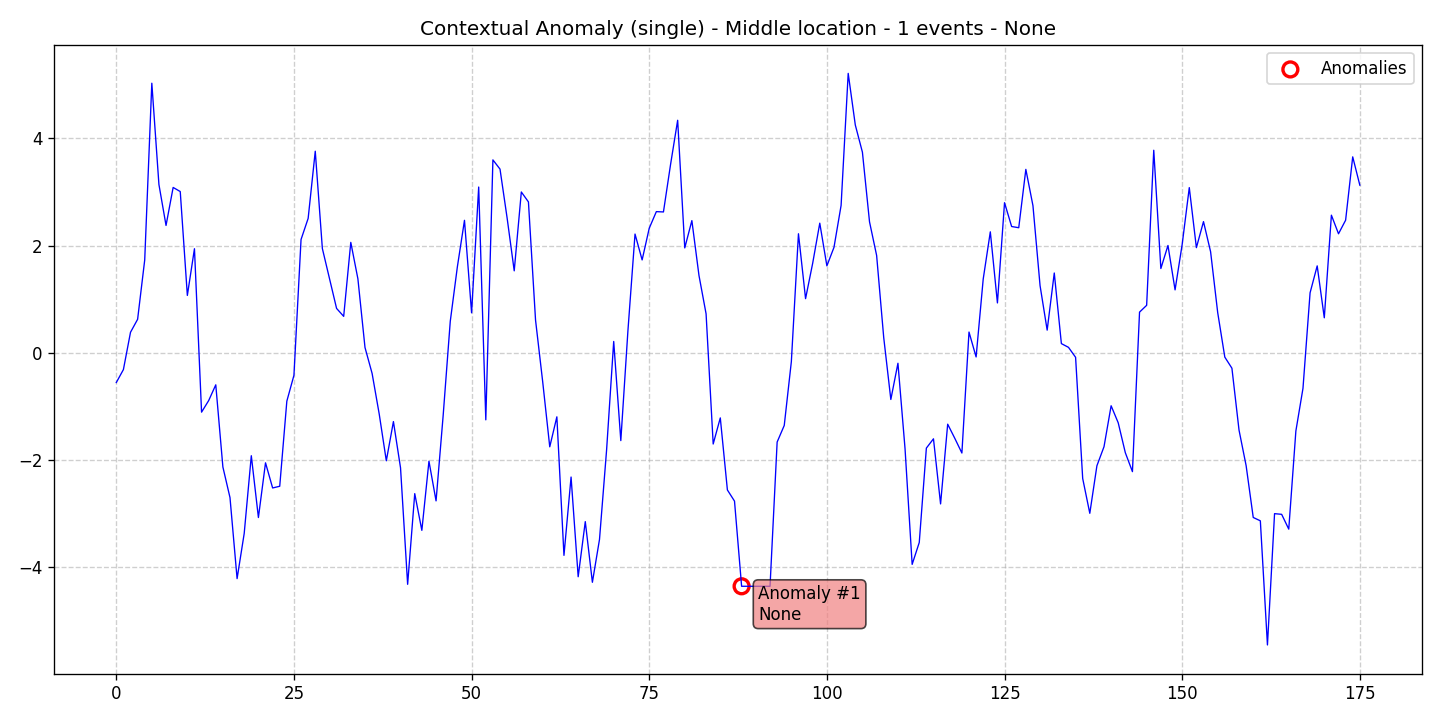 Contextual Anomaly (single) - Middle location - 1 events - None
Anomalies
4
2
0
−2
−4
Anomaly #1
None
0 25 50 75 100 125 150 175